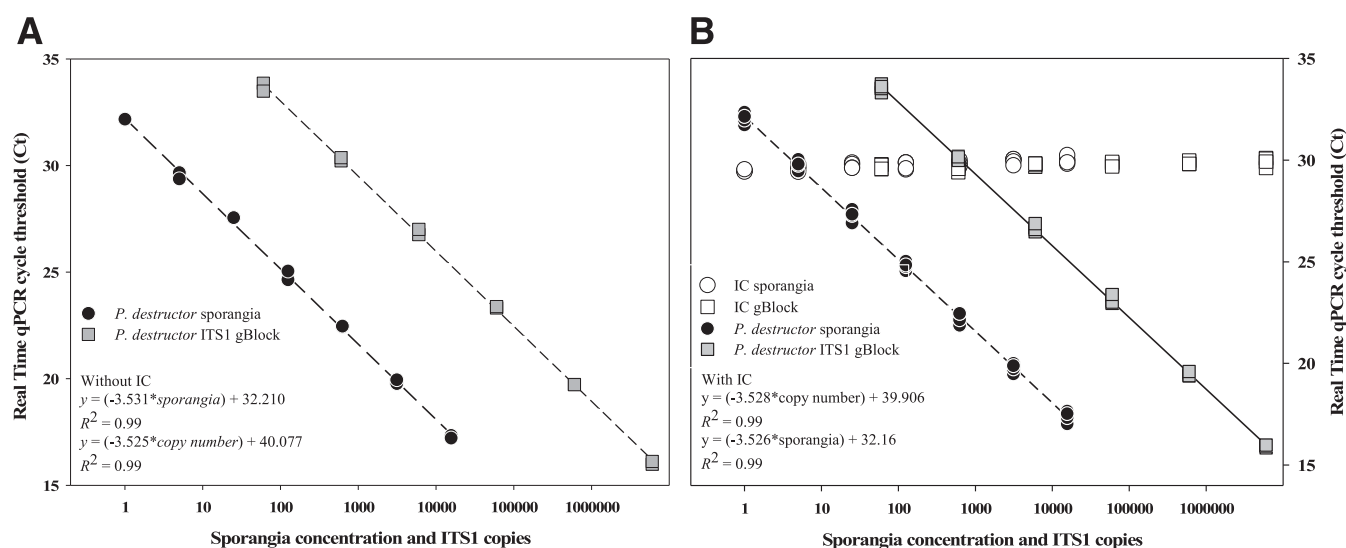 A
Real Time qPCR cycle threshold (Ct)
35
30
25
20
15
P. destructor sporangia
P. destructor ITS1 gBlock
Without IC
y = (-3.531*sporangia) + 32.210
R² = 0.99
y = (-3.525*copy number) + 40.077
R² = 0.99
1 10 100 1000 10000 100000 1000000
Sporangia concentration and ITS1 copies
B
35
30
25
20
15
IC sporangia
IC gBlock
P. destructor sporangia
P. destructor ITS1 gBlock
With IC
y = (-3.528*copy number) + 39.906
R² = 0.99
y = (-3.526*sporangia) + 32.16
R² = 0.99
1 10 100 1000 10000 100000 1000000
Sporangia concentration and ITS1 copies
35
30
25
20
14
Real Time qPCR cycle threshold (Ct)